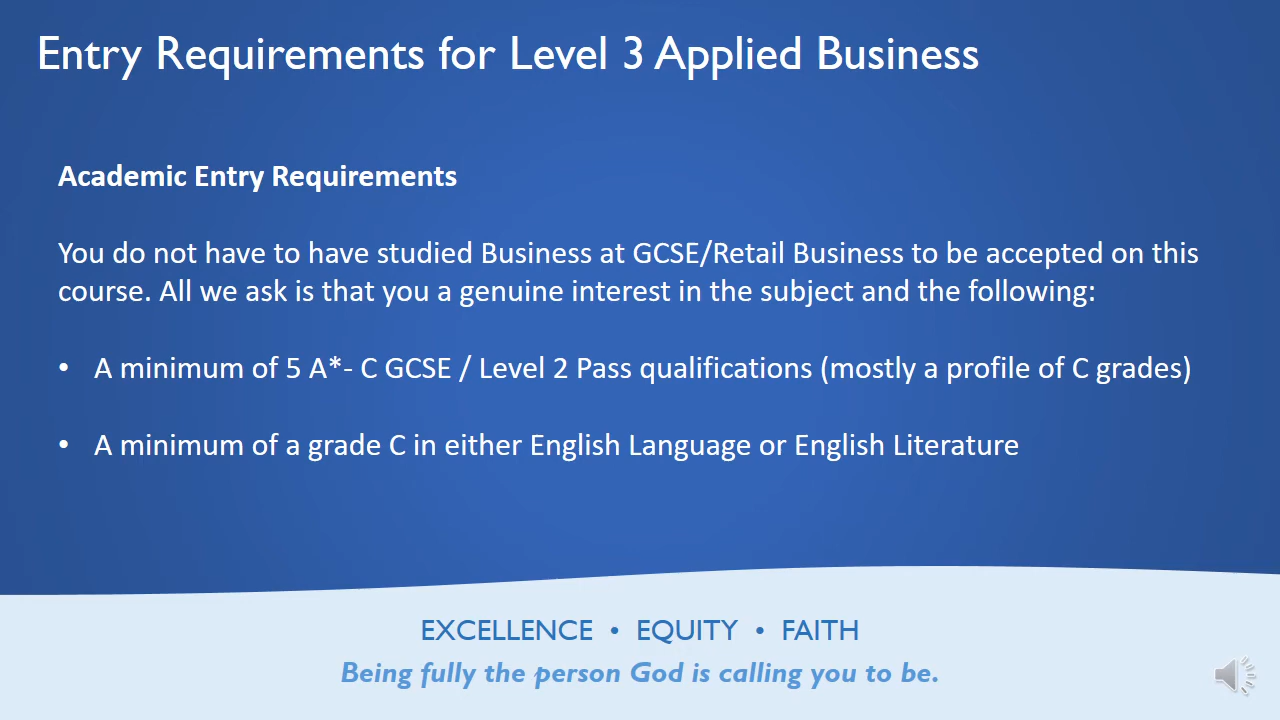 Entry Requirements for Level 3 Applied Business
Academic Entry Requirements
You do not have to have studied Business at GCSE/Retail Business to be accepted on this
course. All we ask is that you a genuine interest in the subject and the following:
• A minimum of 5 A*- C GCSE / Level 2 Pass qualifications (mostly a profile of C grades)
• A minimum of a grade C in either English Language or English Literature
EXCELLENCE • EQUITY • FAITH
Being fully the person God is calling you to be.